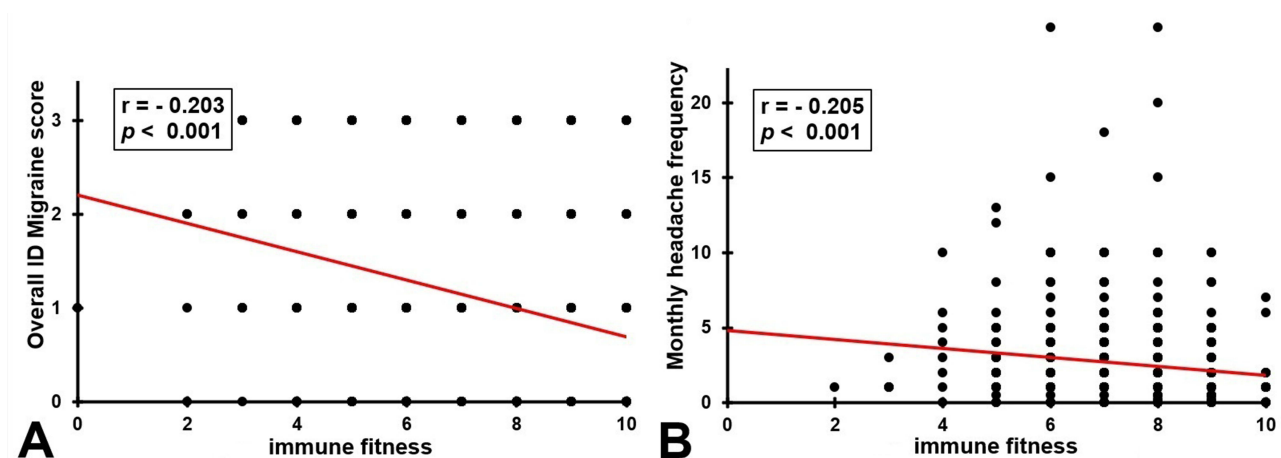 Overall ID Migraine score
r = - 0.203
p < 0.001
3
2
1
0
0 2 4 6 8 10
immune fitness
A
Monthly headache frequency
r = - 0.205
p < 0.001
20
15
10
5
0
0 2 4 6 8 10
immune fitness
B